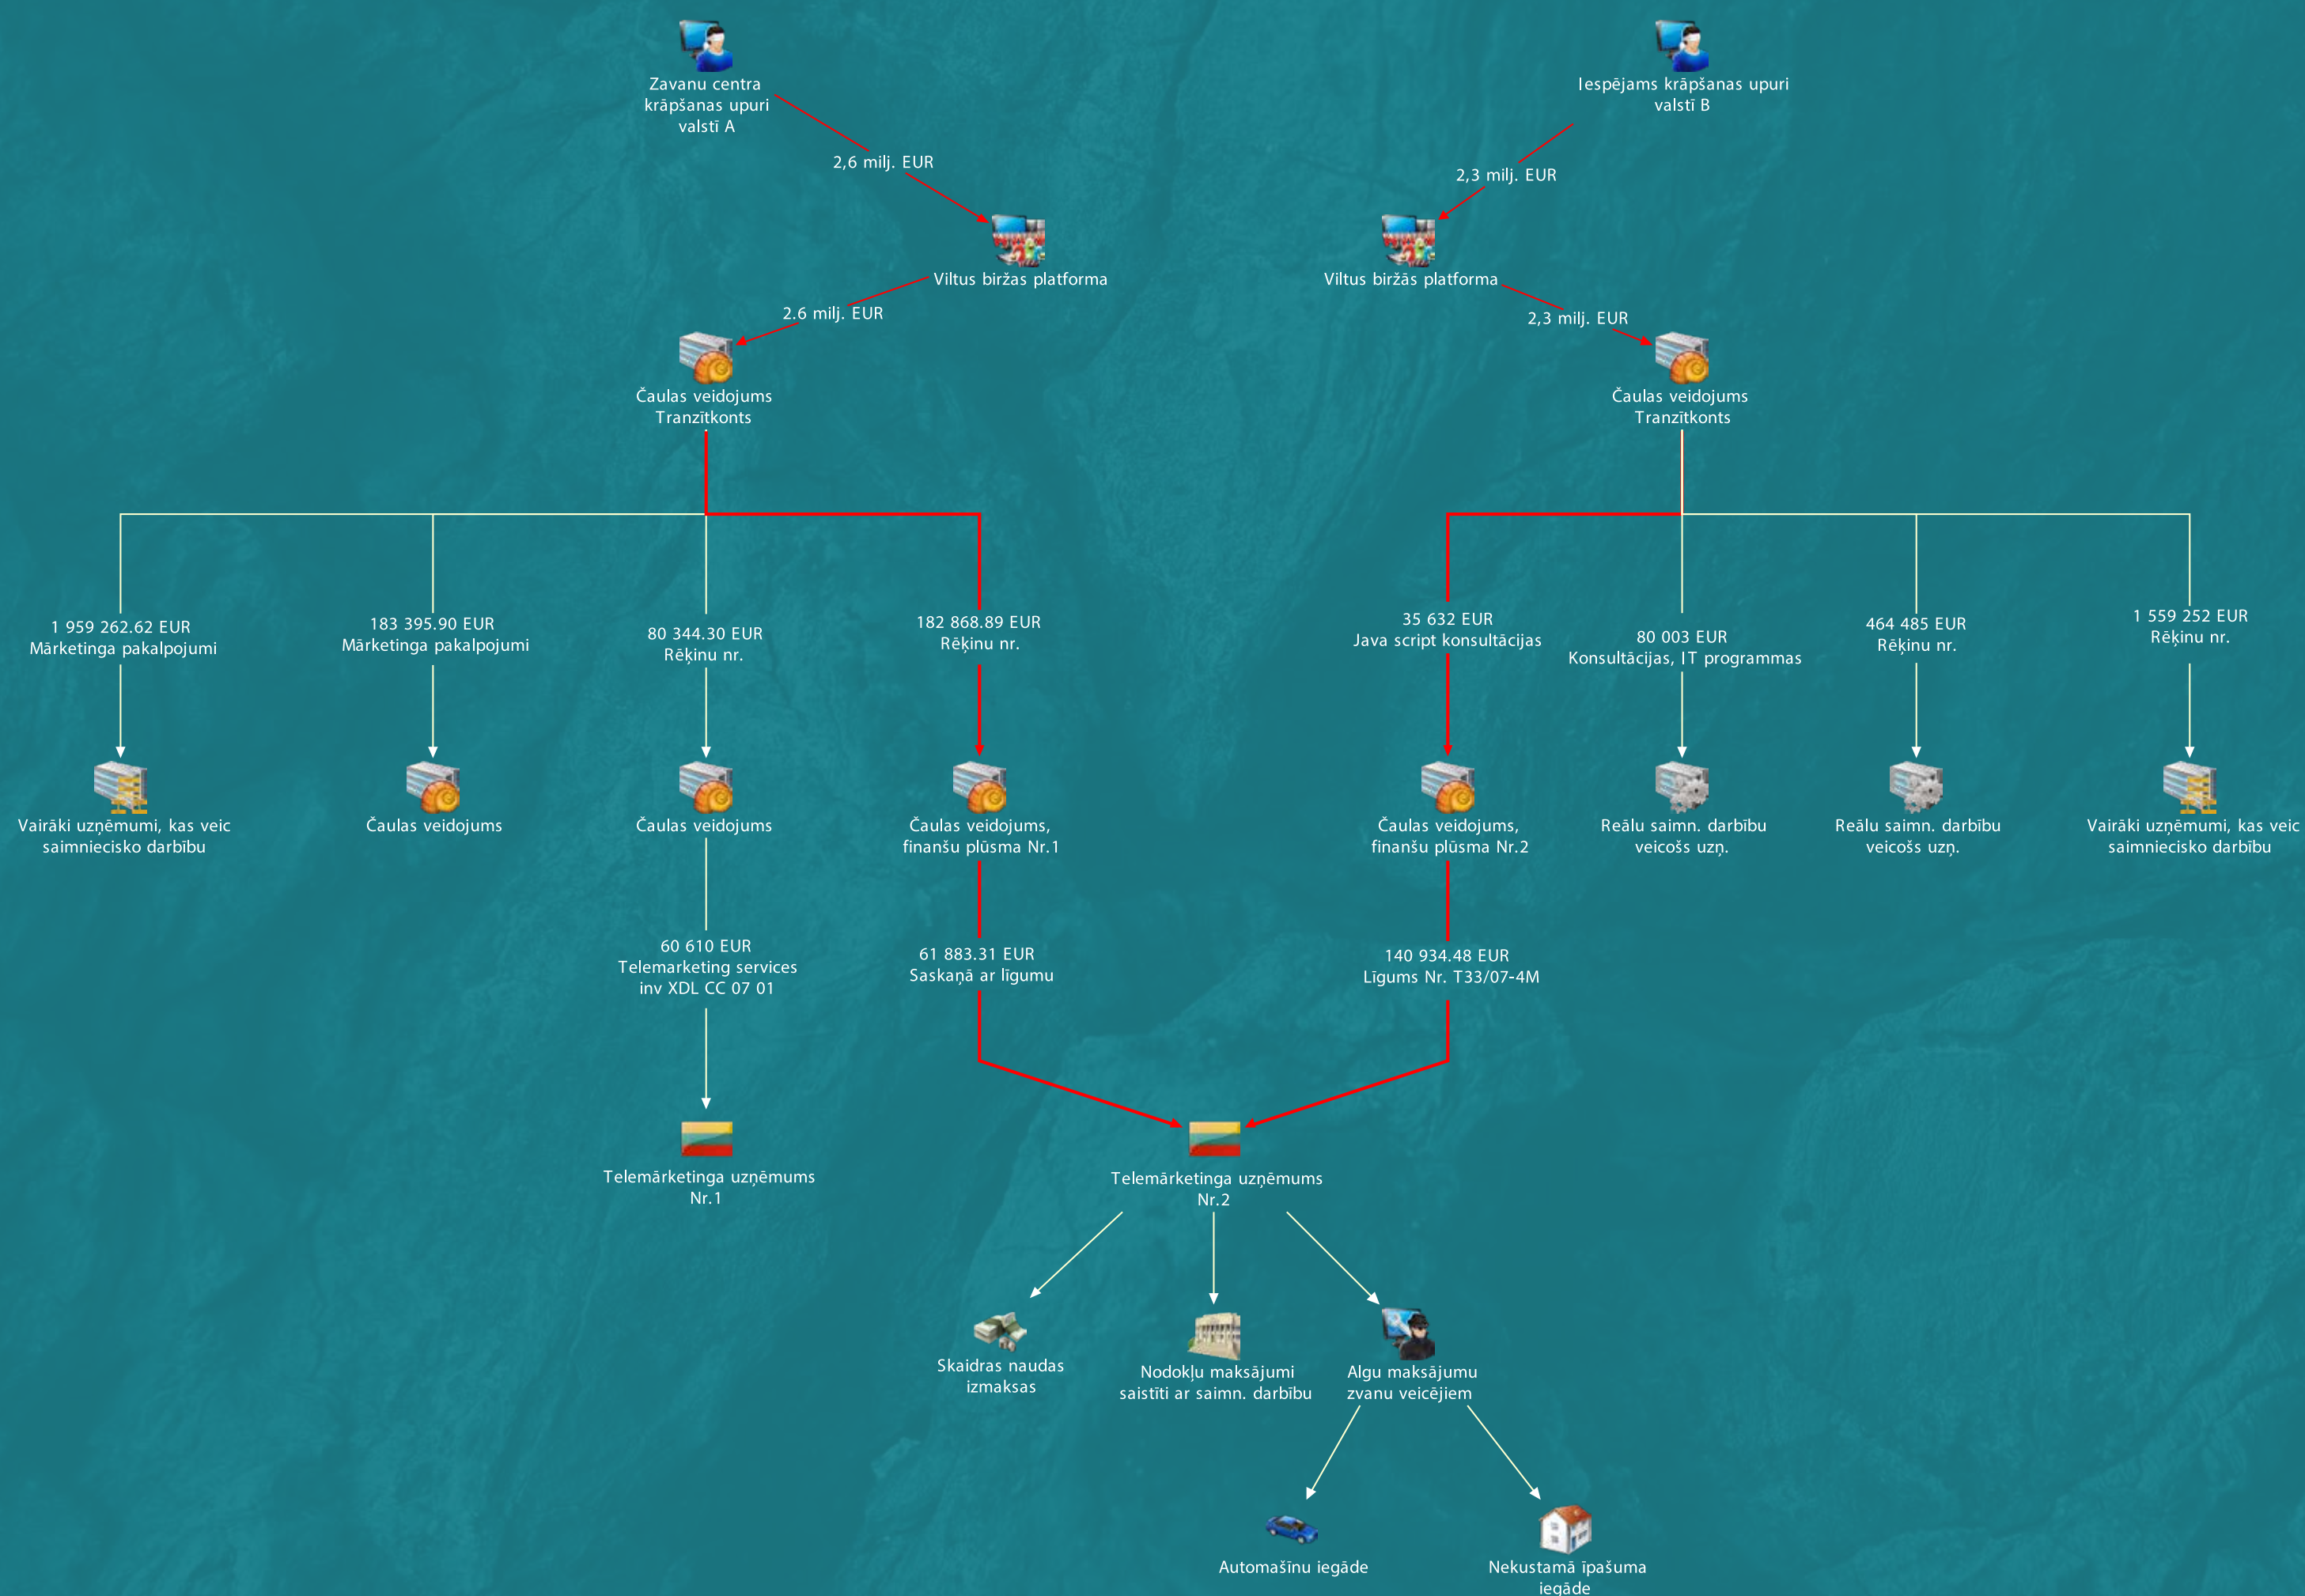 Zavanu centra
krāpšanas upuri
valstī A
Iespējams krāpšanas upuri
valstī B
2,6 milj. EUR
2,3 milj. EUR
Viltus biržas platforma
Viltus biržās platforma
2.6 milj. EUR
2,3 milj. EUR
Čaulas veidojums
Tranzītkonts
Čaulas veidojums
Tranzītkonts
1 959 262.62 EUR
Mārketinga pakalpojumi
183 395.90 EUR
Mārketinga pakalpojumi
80 344.30 EUR
Rēķinu nr.
182 868.89 EUR
Rēķinu nr.
35 632 EUR
Java script konsultācijas
80 003 EUR
Konsultācijas, IT programmas
464 485 EUR
Rēķinu nr.
1 559 252 EUR
Rēķinu nr.
Vairāki uzņēmumi, kas veic
saimniecisko darbību
Čaulas veidojums
Čaulas veidojums
Čaulas veidojums,
finanšu plūsma Nr.1
Čaulas veidojums,
finanšu plūsma Nr.2
Reālu saimn. darbību
veicošs uzņ.
Reālu saimn. darbību
veicošs uzņ.
Vairāki uzņēmumi, kas veic
saimniecisko darbību
60 610 EUR
Telemarketing services
inv XDL CC 07 01
61 883.31 EUR
Saskaņā ar līgumu
140 934.48 EUR
Līgums Nr. T33/07-4M
Telemārketinga uzņēmums
Nr.1
Telemārketinga uzņēmums
Nr.2
Skaidras naudas
izmaksas
Nodokļu maksājumi
saistīti ar saimn. darbību
Algu maksājumu
zvanu veicējiem
Automašīnu iegāde
Nekustamā īpašuma
iegāde